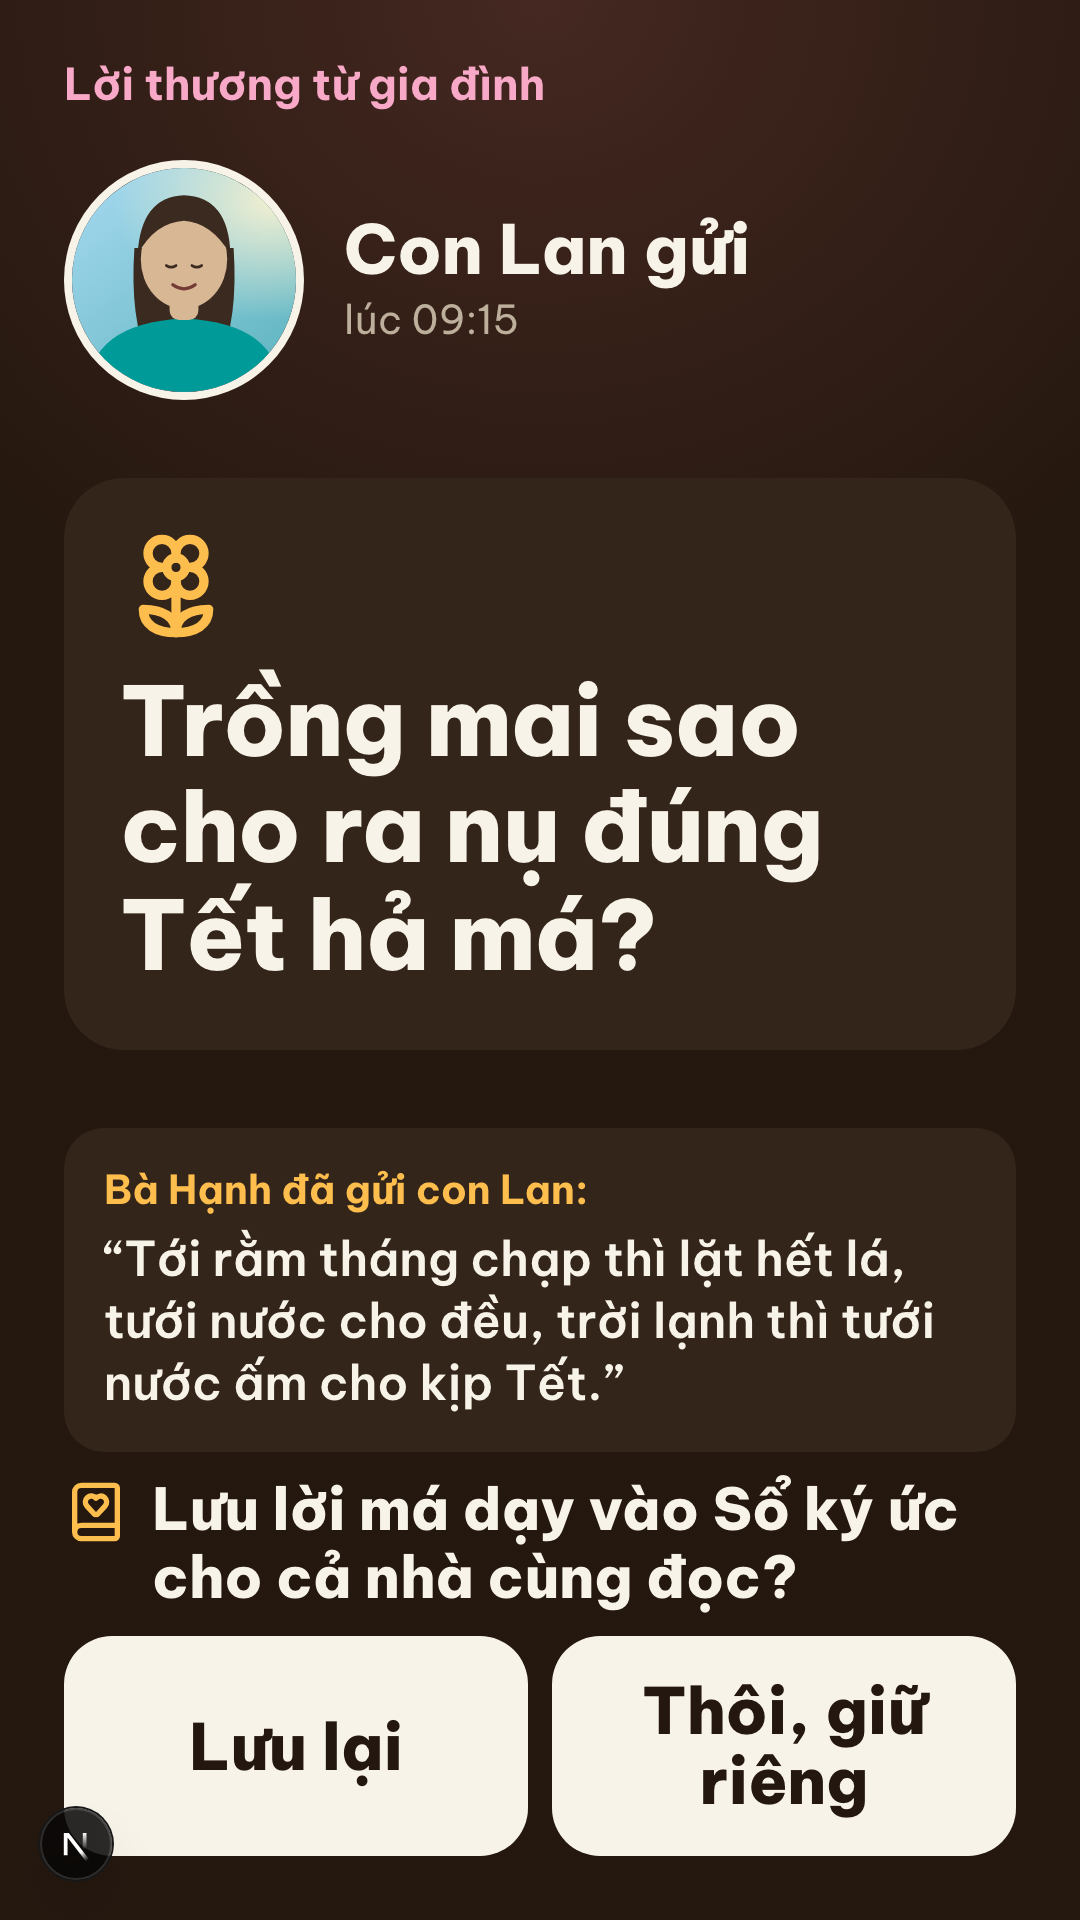 Lời thương từ gia đình
Con Lan gửi
lúc 09:15
Trồng mai sao
cho ra nụ đúng
Tết hả má?
Bà Hạnh đã gửi con Lan:
“Tới rằm tháng chạp thì lặt hết lá,
tưới nước cho đều, trời lạnh thì tưới
nước ấm cho kịp Tết.”
Lưu lời má dạy vào Sổ ký ức
cho cả nhà cùng đọc?
Lưu lại
Thôi, giữ
riêng
N